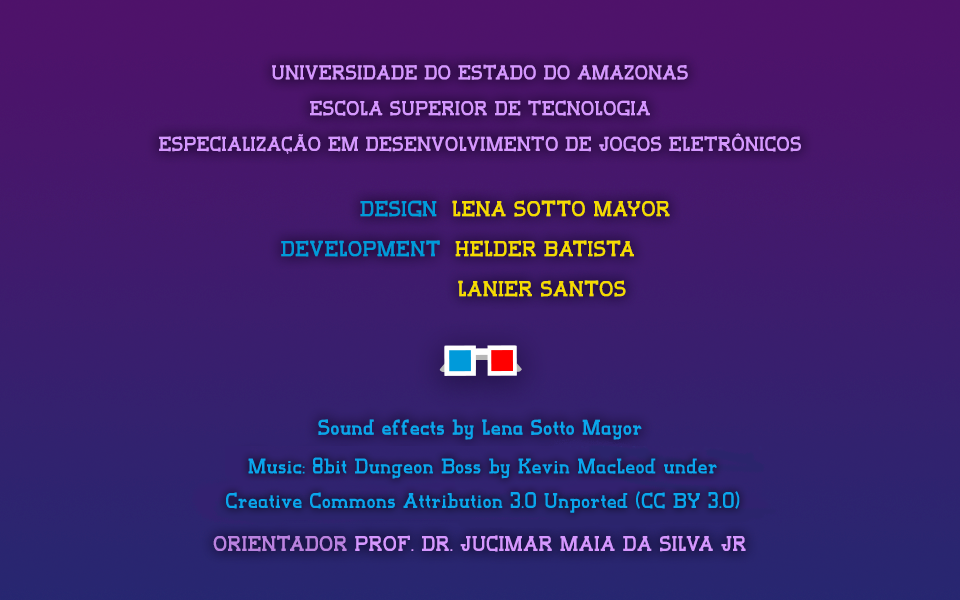 UNIVERSIDADE DO ESTADO DO AMAZONAS
ESCOLA SUPERIOR DE TECNOLOGIA
ESPECIALIZAÇÃO EM DESENVOLVIMENTO DE JOGOS ELETRÔNICOS
DESIGN LENA SOTTO MAYOR
DEVELOPMENT HELDER BATISTA
LANIER SANTOS
Sound effects by Lena Sotto Mayor
Music: 8bit Dungeon Boss by Kevin MacLeod under
Creative Commons Attribution 3.0 Unported (CC BY 3.0)
ORIENTADOR PROF. DR. JUCIMAR MAIA DA SILVA JR